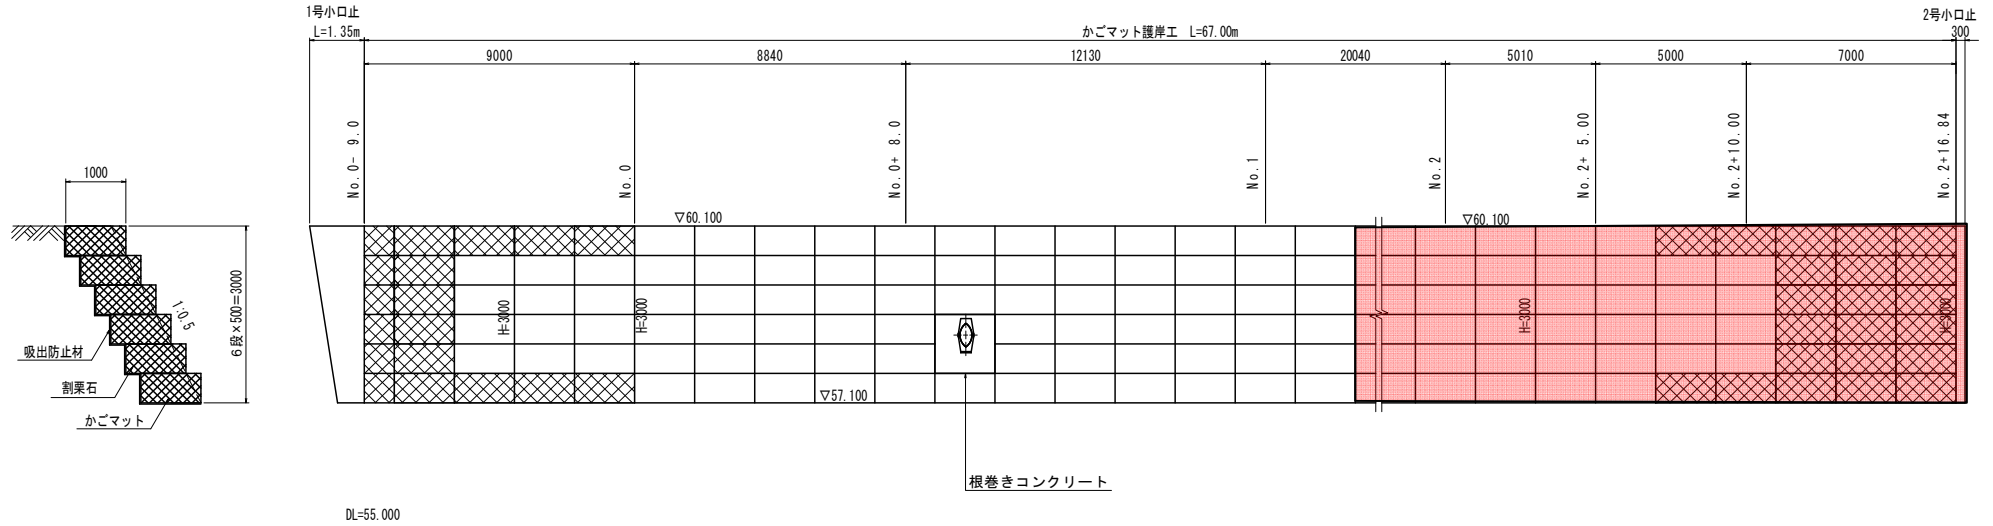 1号小口止
2号小口止
L=1.35m
かごマット護岸工 L=67.00m
300
9000
8840
12130
20040
5010
5000
7000
No.0- 9.0
No.0
No.0+ 8.0
No.1
No.2
No.2+ 5.00
No.2+10.00
No.2+16.84
1000
▽60.100
▽60.100
1:0.5
6段×500=3000
H=3000
H=3000
H=3000
H=3000
吸出防止材
割栗石
かごマット
▽57.100
根巻きコンクリート
DL=55.000